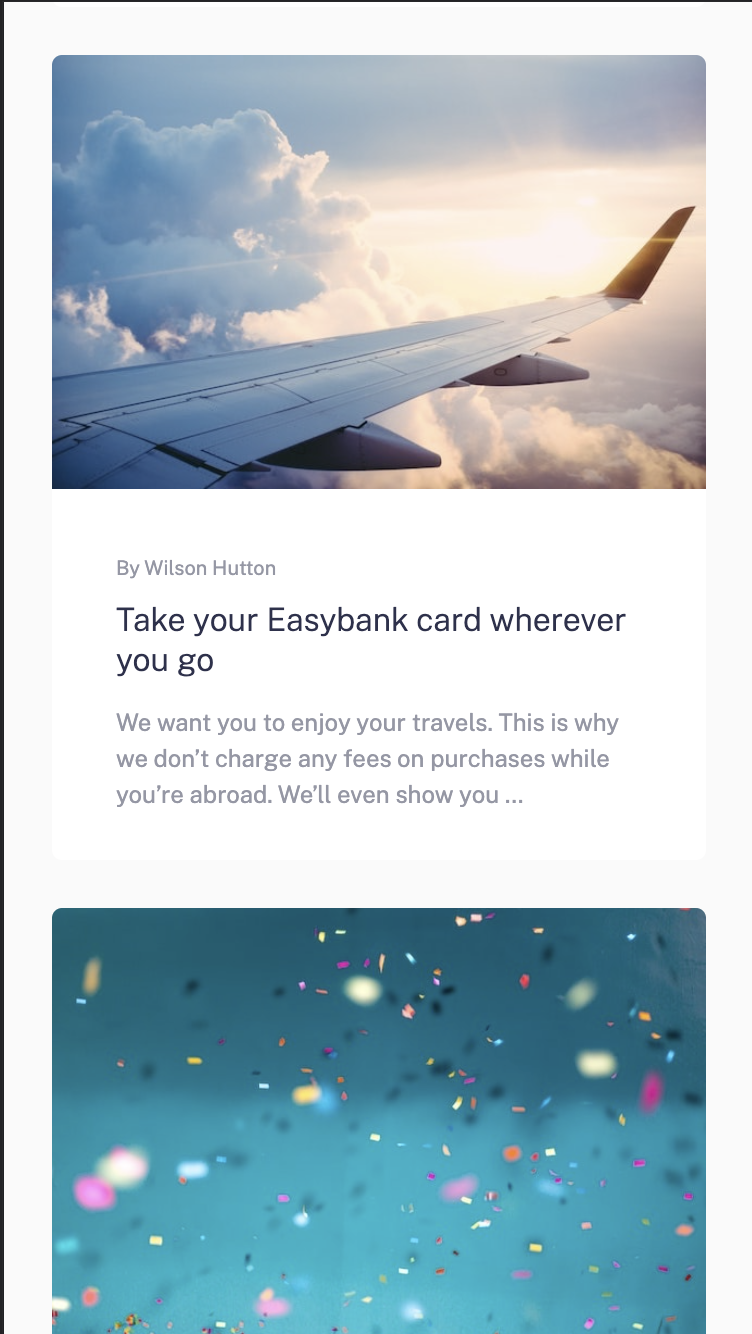 By Wilson Hutton
Take your Easybank card wherever
you go
We want you to enjoy your travels. This is why
we don’t charge any fees on purchases while
you’re abroad. We’ll even show you ...